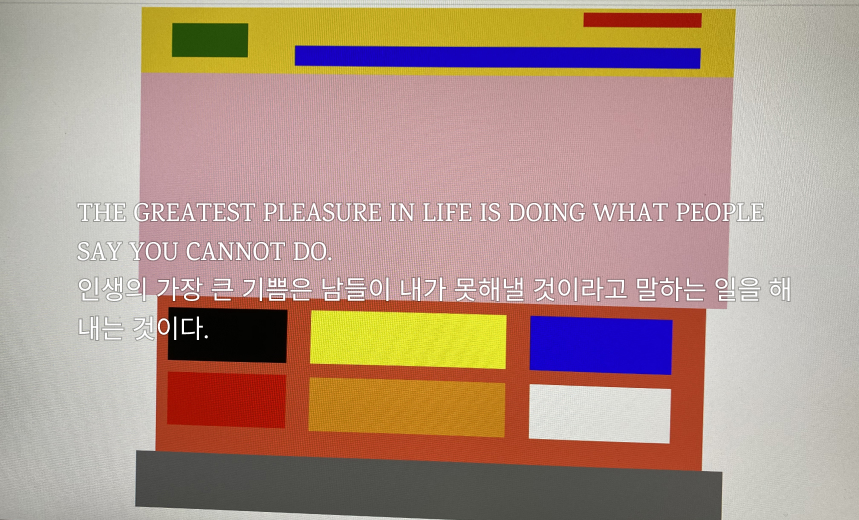 THE GREATEST PLEASURE IN LIFE IS DOING WHAT PEOPLE
SAY YOU CANNOT DO.
인생의 가장 큰 기쁨은 남들이 내가 못해낼 것이라고 말하는 일을 해
내는 것이다.